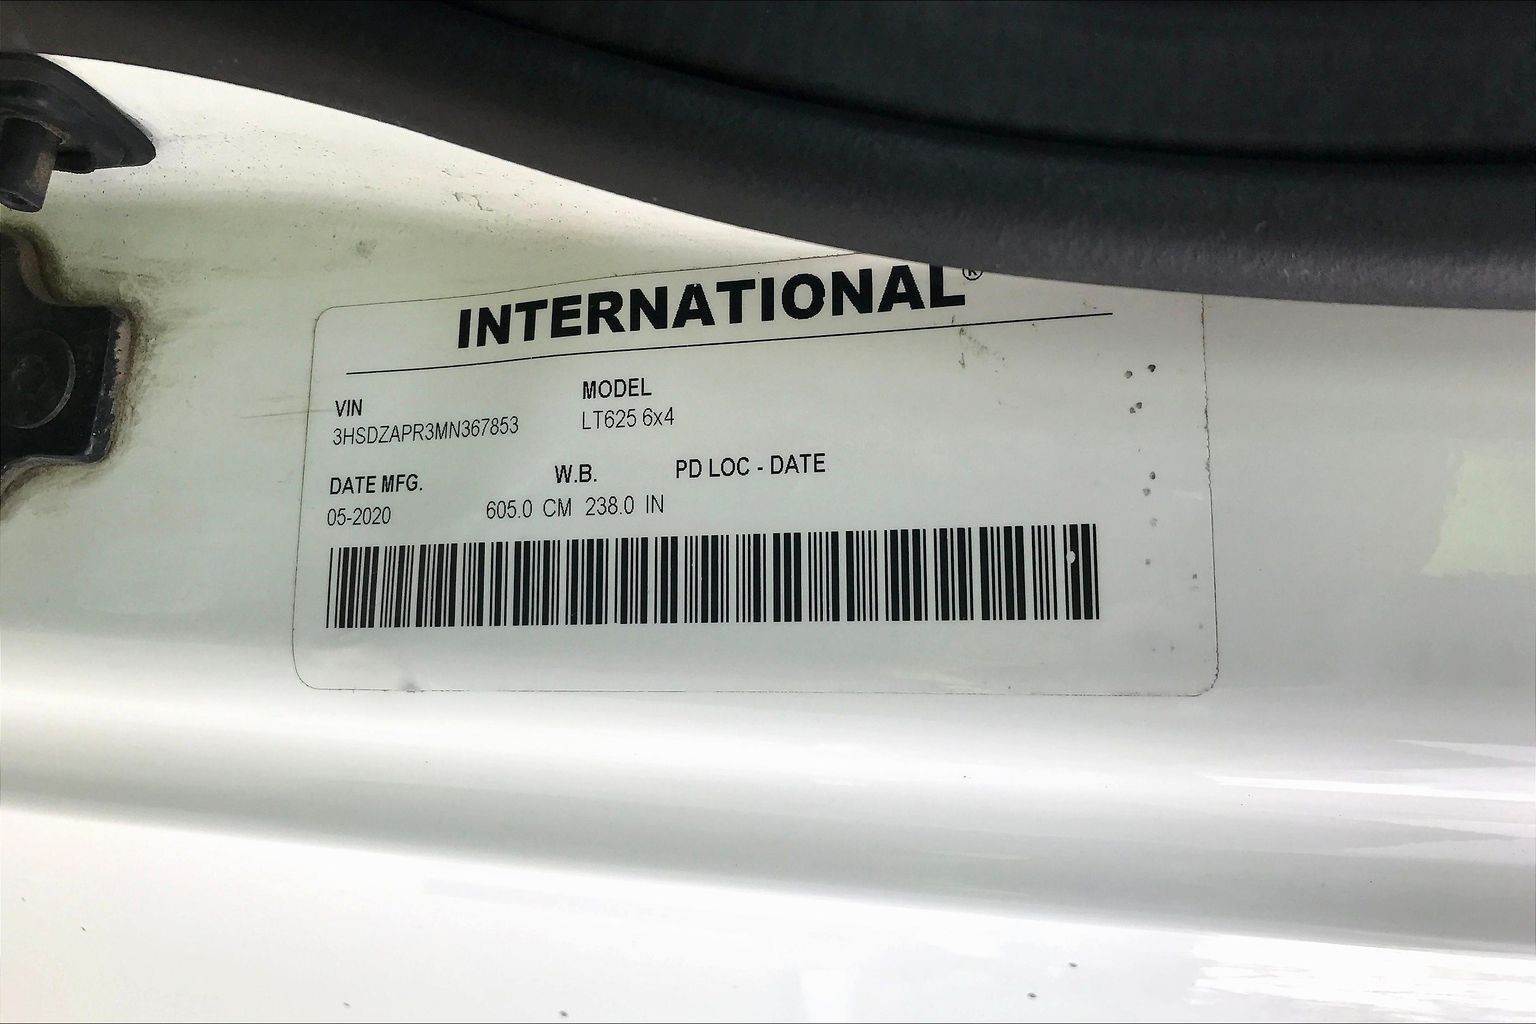 INTERNATIONAL®
VIN MODEL
3HSDZAPR3MN367853 LT625 6x4
DATE MFG. W.B. PD LOC - DATE
05-2020 605.0 CM 238.0 IN